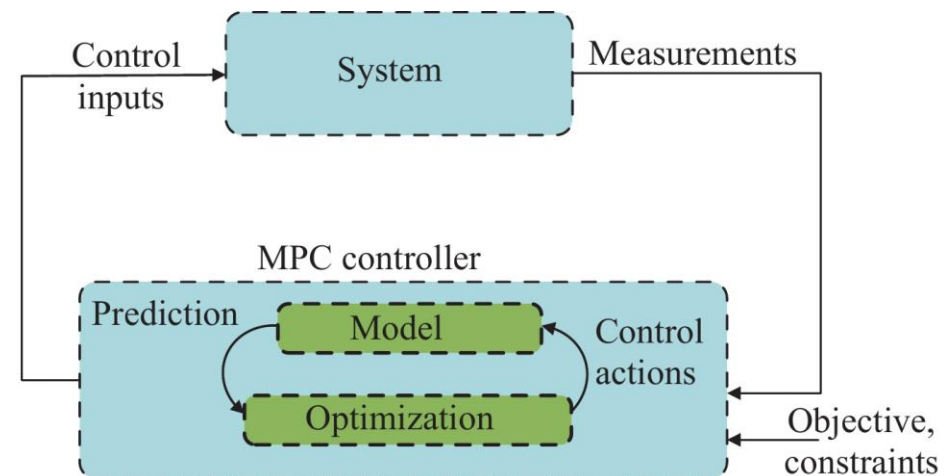 Control
inputs
System
Measurements
MPC controller
Prediction
Model
Control
actions
Optimization
Objective,
constraints